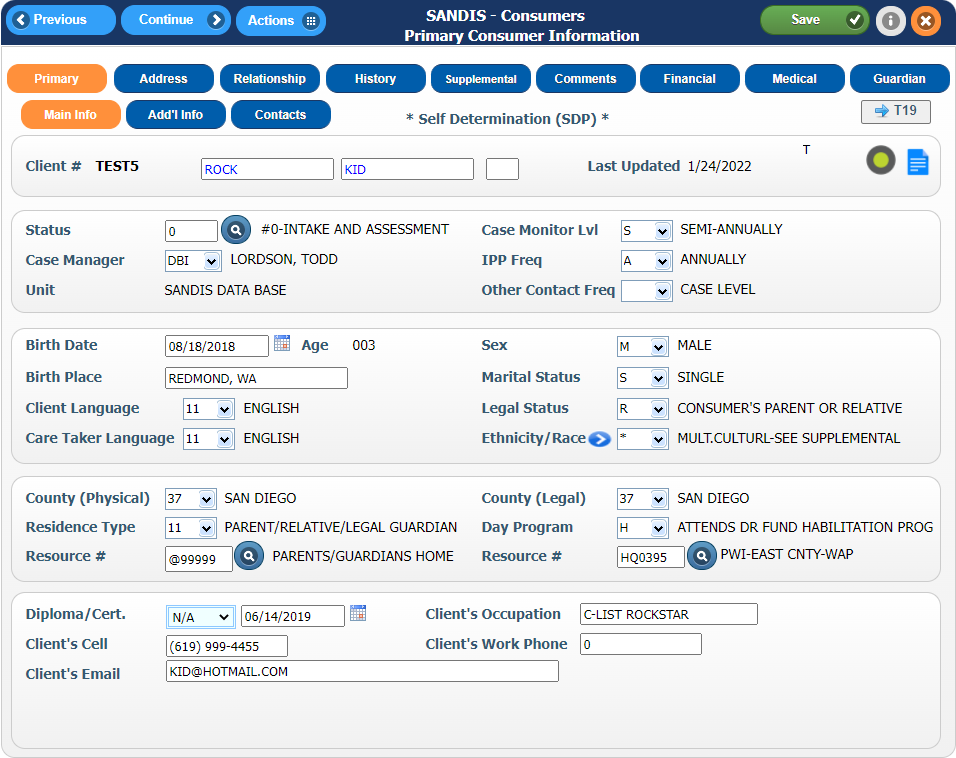 Previous Continue Actions SANDIS - Consumers Save
Primary Consumer Information
Primary Address Relationship History Supplemental Comments Financial Medical Guardian
Main Info Add'l Info Contacts * Self Determination (SDP) * T19
T
Client # TEST5 ROCK KID Last Updated 1/24/2022
Status 0 #0-INTAKE AND ASSESSMENT Case Monitor Lvl S SEMI-ANNUALLY
Case Manager DBI LORDSON, TODD IPP Freq A ANNUALLY
Unit SANDIS DATA BASE Other Contact Freq CASE LEVEL
Birth Date 08/18/2018 Age 003 Sex M MALE
Birth Place REDMOND, WA Marital Status S SINGLE
Client Language 11 ENGLISH Legal Status R CONSUMER'S PARENT OR RELATIVE
Care Taker Language 11 ENGLISH Ethnicity/Race * MULT.CULTURL-SEE SUPPLEMENTAL
County (Physical) 37 SAN DIEGO County (Legal) 37 SAN DIEGO
Residence Type 11 PARENT/RELATIVE/LEGAL GUARDIAN Day Program H ATTENDS DR FUND HABILITATION PROG
Resource # @99999 PARENTS/GUARDIANS HOME Resource # HQ0395 PWI-EAST CNTY-WAP
Diploma/Cert. N/A 06/14/2019 Client's Occupation C-LIST ROCKSTAR
Client's Cell (619) 999-4455 Client's Work Phone 0
Client's Email KID@HOTMAIL.COM